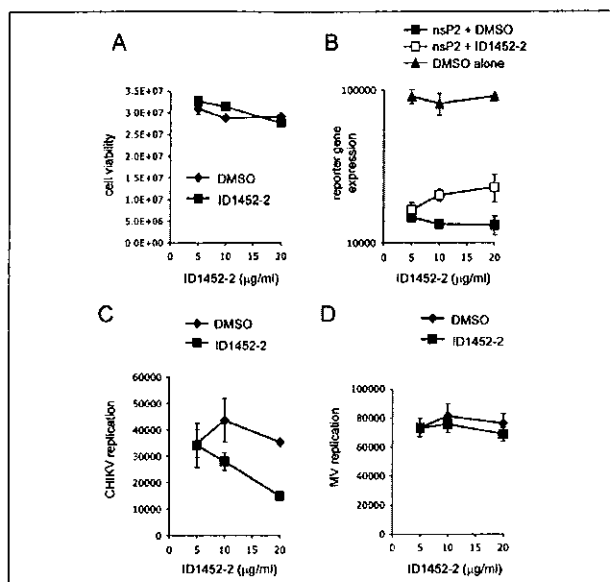 A
3.5E+07
3.0E+07
2.5E+07
2.0E+07
1.5E+07
1.0E+07
5.0E+06
0.0E+00
cell viability
DMSO
ID1452-2
0 5 10 15 20
ID1452-2 (µg/ml)
B
nsP2 + DMSO
nsP2 + ID1452-2
DMSO alone
100000
10000
reporter gene
expression
0 5 10 15 20
ID1452-2 (µg/ml)
C
DMSO
ID1452-2
60000
50000
40000
30000
20000
10000
0
CHIKV replication
0 5 10 15 20
ID1452-2 (µg/ml)
D
DMSO
ID1452-2
120000
100000
80000
60000
40000
20000
0
MV replication
0 5 10 15 20
ID1452-2 (µg/ml)